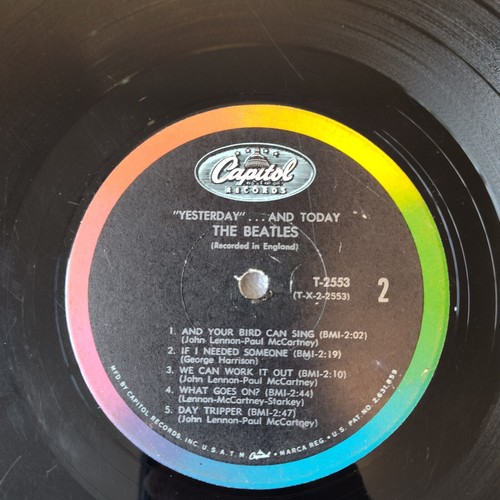 Capitol
RECORDS
"YESTERDAY" ... AND TODAY
THE BEATLES
(Recorded in England)
T-2553
(T-X-2-2553)
2
1. AND YOUR BIRD CAN SING (BMI-2:02)
(John Lennon-Paul McCartney)
2. IF I NEEDED SOMEONE (BMI-2:19)
(George Harrison)
3. WE CAN WORK IT OUT (BMI-2:10)
(John Lennon-Paul McCartney)
4. WHAT GOES ON? (BMI-2:44)
(Lennon-McCartney-Starkey)
5. DAY TRIPPER (BMI-2:47)
(John Lennon-Paul McCartney)
MFD. BY CAPITOL RECORDS, INC. U.S.A. T.M. Capitol • MARCA REG. • U.S. PAT. NO. 2,631,859